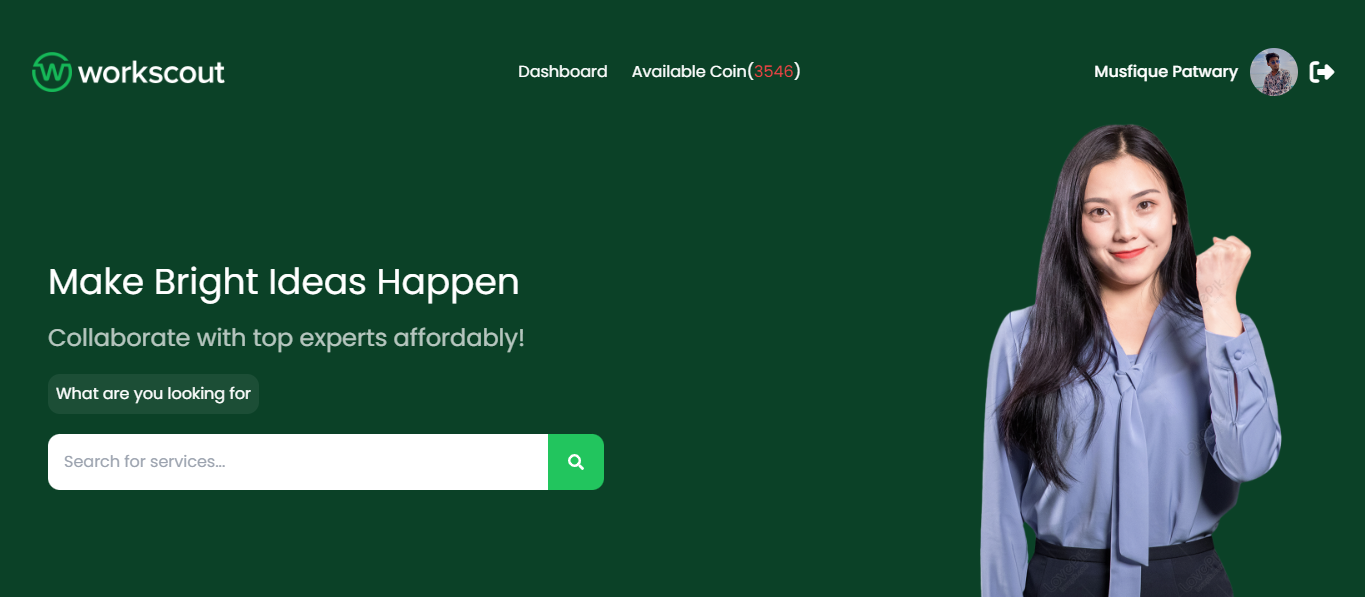 workscout
Dashboard
Available Coin(3546)
Musfique Patwary
Make Bright Ideas Happen
Collaborate with top experts affordably!
What are you looking for
Search for services...